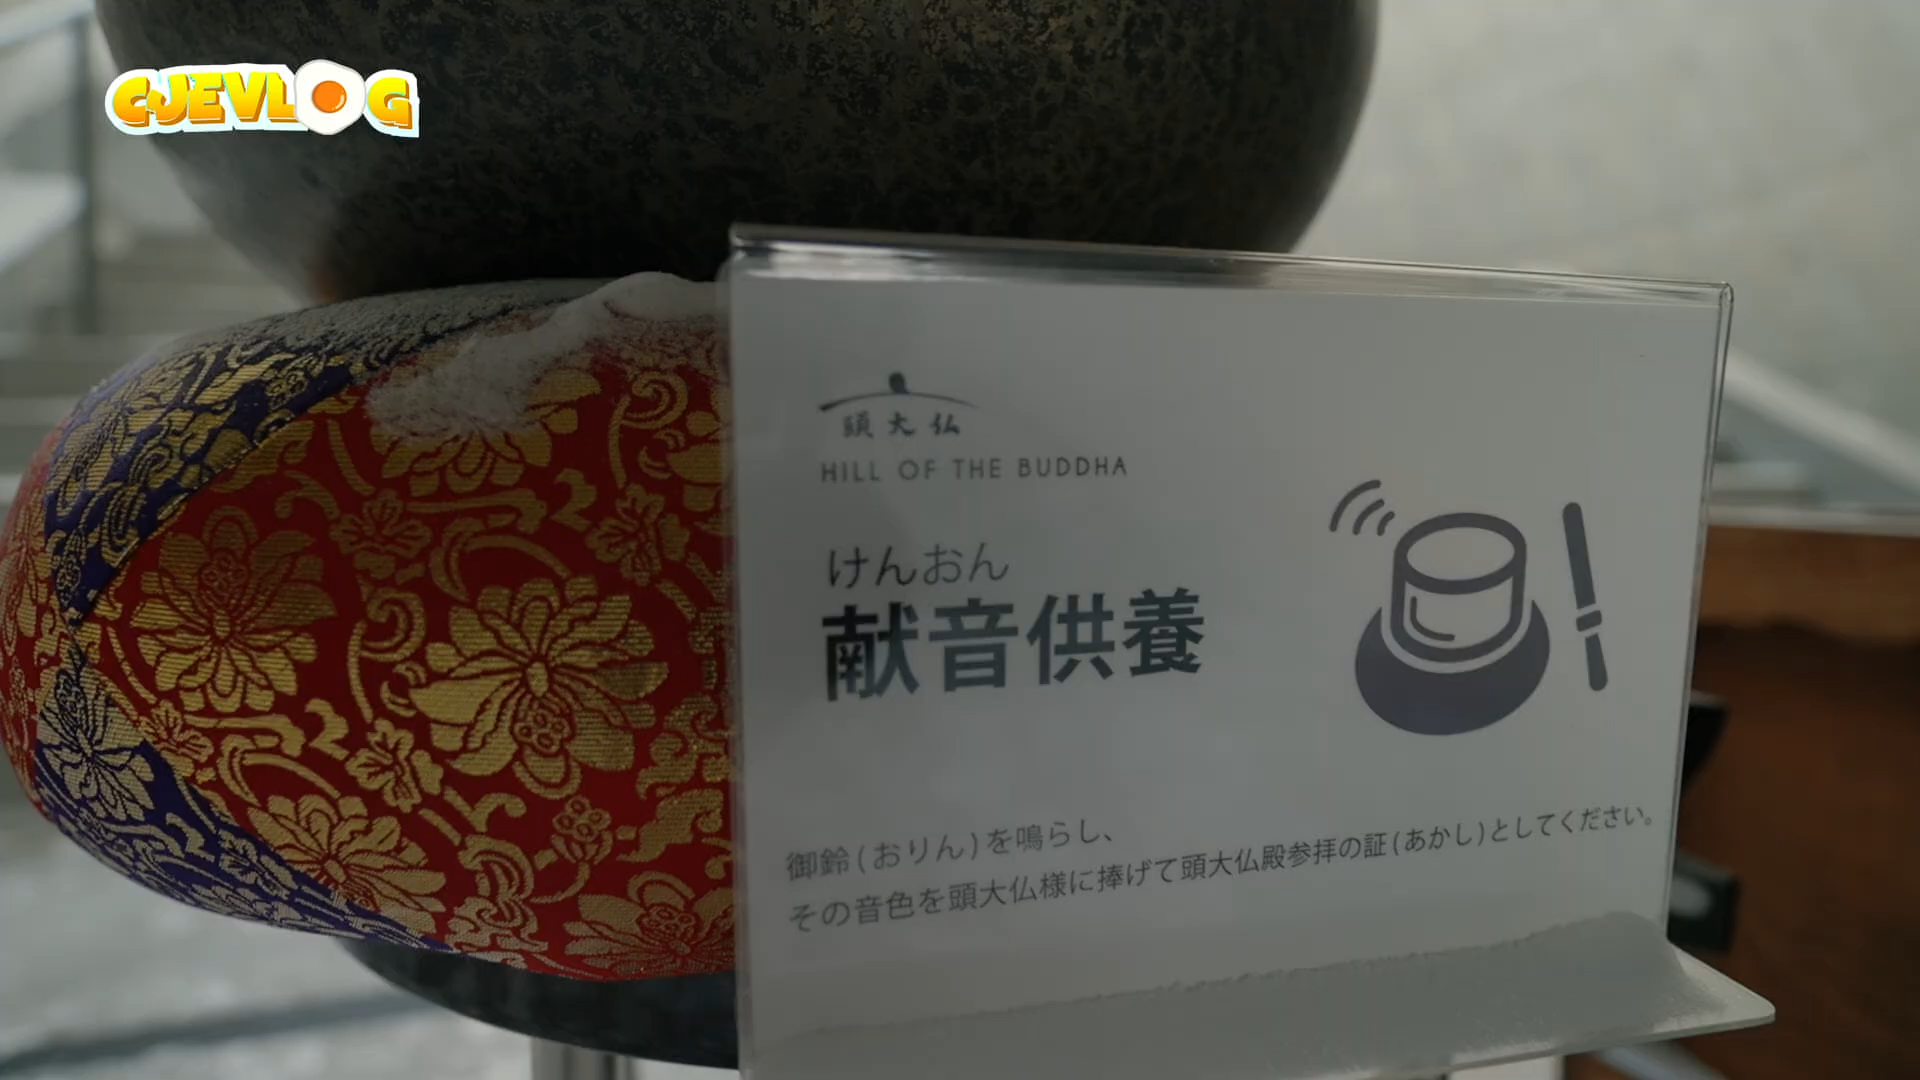 CJEVLOG
頭大仏
HILL OF THE BUDDHA
けんおん
献音供養
御鈴(おりん)を鳴らし、
その音色を頭大仏様に捧げて頭大仏殿参拝の証(あかし)としてください。